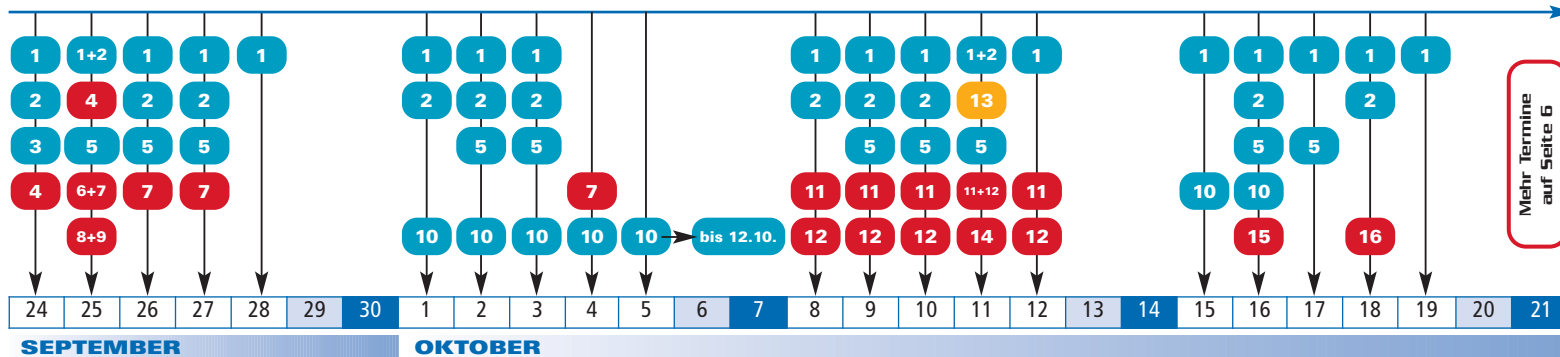 1 1+2 1 1 1 1 1 1 1 1 1 1+2 1 1 1 1 1 1
2 4 2 2 2 2 2 2 2 2 13 2 2
3 5 5 5 5 5 5 5 5 5 5
4 6+7 7 7 7 11 11 11 11+12 11 10 10
8+9 10 10 10 10 10 bis 12.10. 12 12 12 14 12 15 16
Mehr Termine
auf Seite 6
24 25 26 27 28 29 30 1 2 3 4 5 6 7 8 9 10 11 12 13 14 15 16 17 18 19 20 21
SEPTEMBER OKTOBER